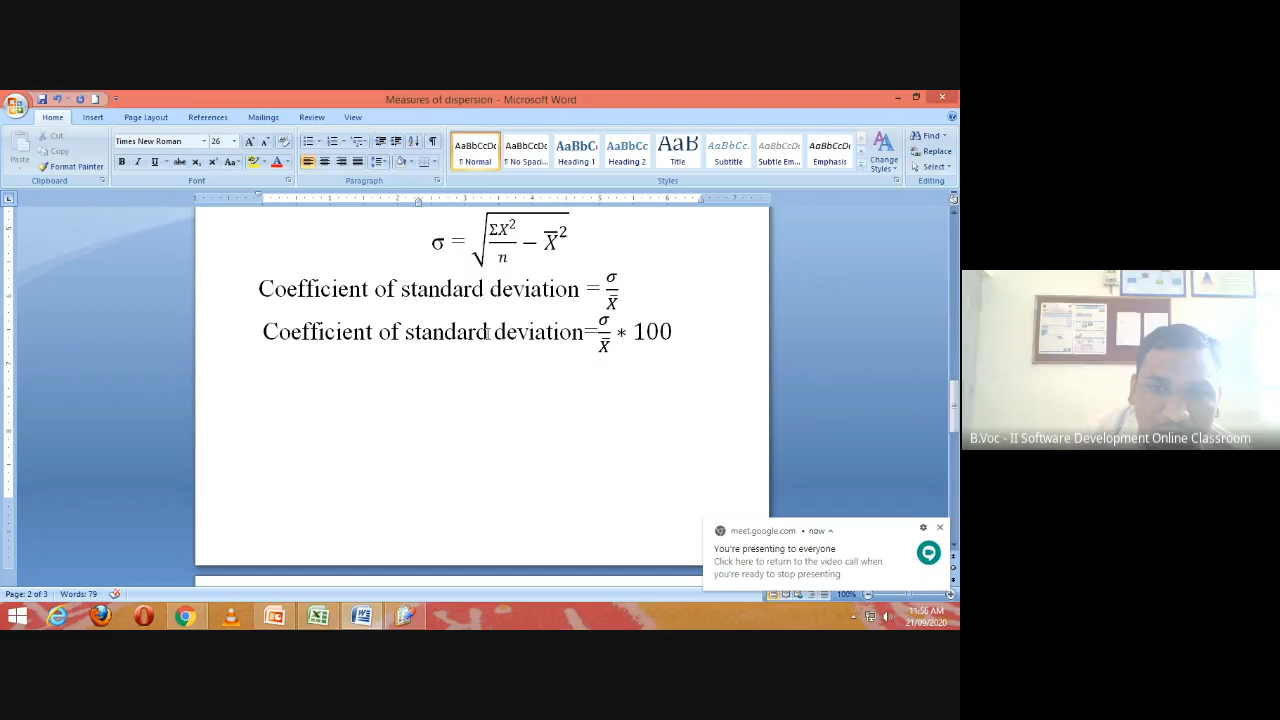 Measures of dispersion - Microsoft Word
Home Insert Page Layout References Mailings Review View
Paste
Cut
Copy
Format Painter
Clipboard
Times New Roman 26
Font
Paragraph
AaBbCcDc AaBbCcDc AaBbC AaBbCc AaB AaBbCc. AaBbCcDc AaBbCcDc
¶ Normal ¶ No Spaci... Heading 1 Heading 2 Title Subtitle Subtle Em... Emphasis
Change Styles
Styles
Find
Replace
Select
Editing
σ = √(ΣX²/n − X̅²)
Coefficient of standard deviation = σ/X̅
Coefficient of standard deviation=σ/X̅ * 100
meet.google.com • now
You're presenting to everyone
Click here to return to the video call when
you're ready to stop presenting
B.Voc - II Software Development Online Classroom
Page: 2 of 3 Words: 79 100%
11:56 AM
21/09/2020